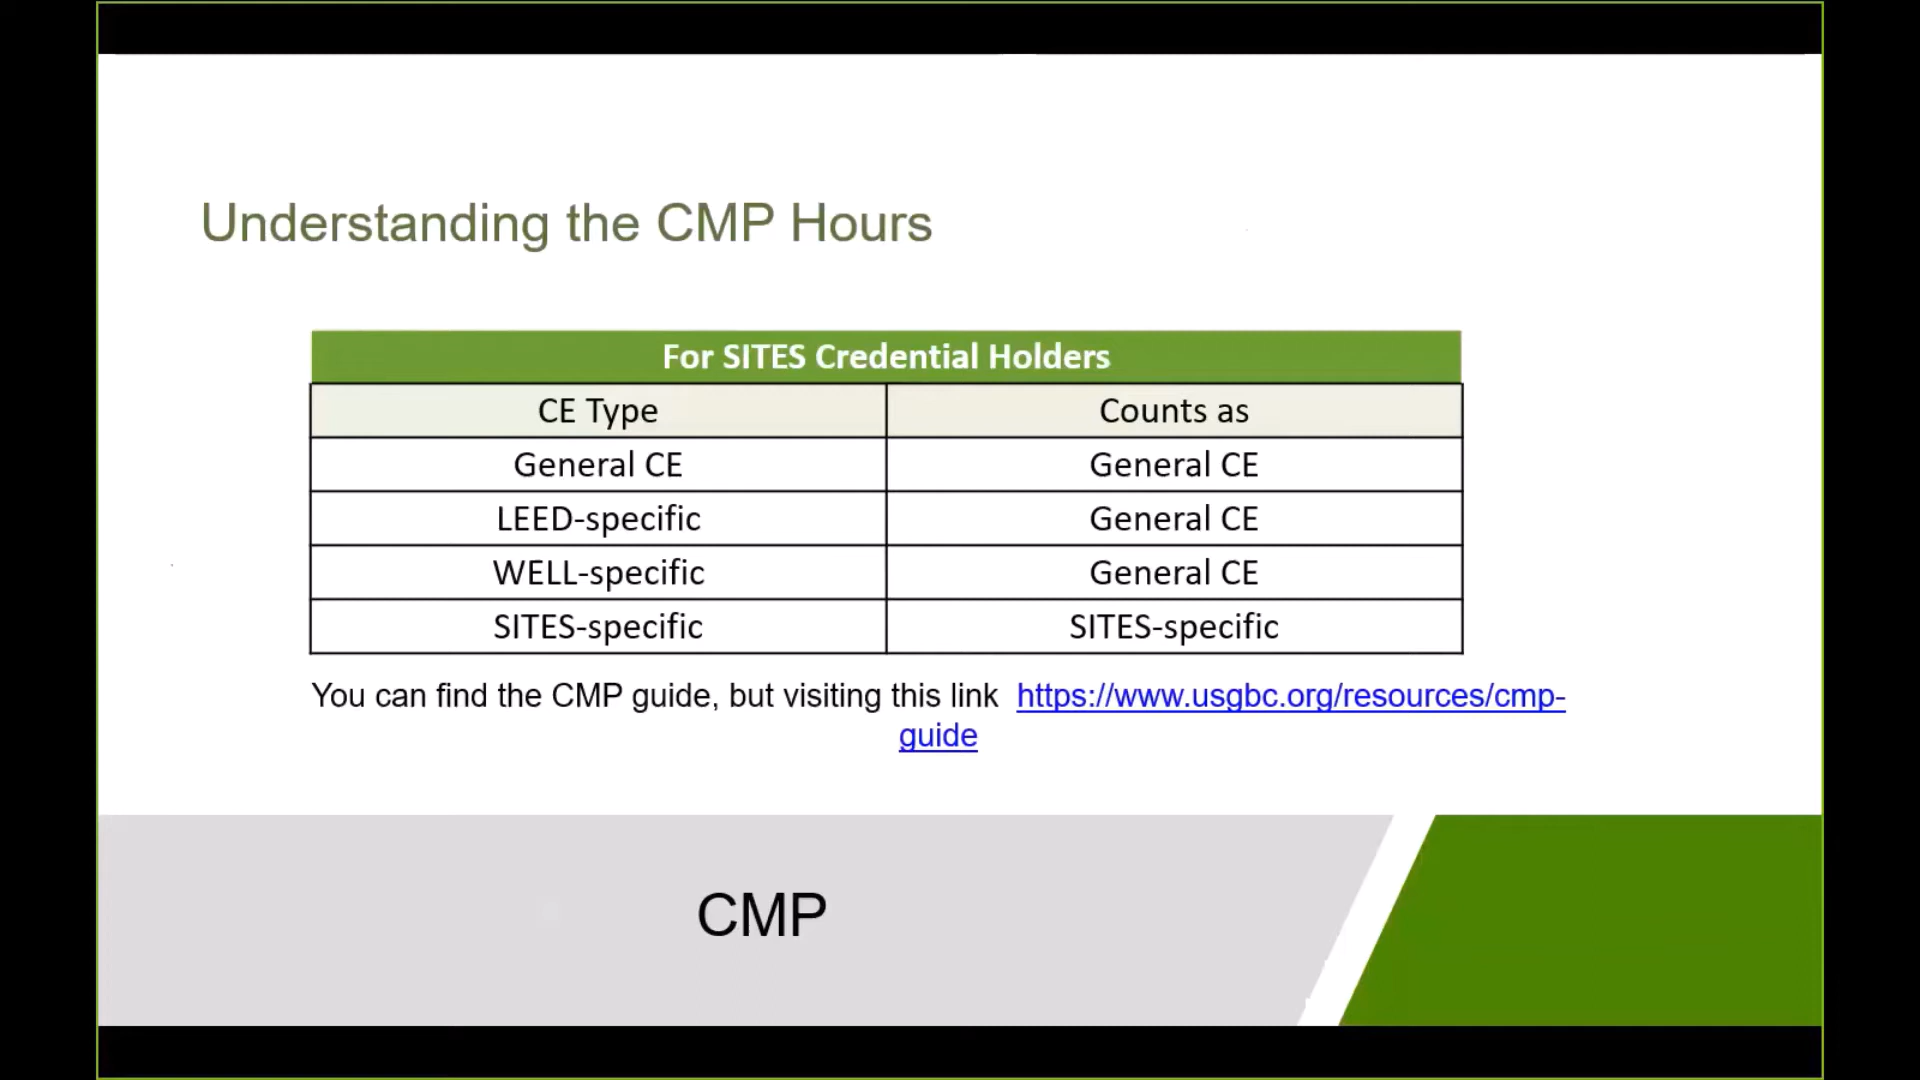 Understanding the CMP Hours
For SITES Credential Holders
CE Type Counts as
General CE General CE
LEED-specific General CE
WELL-specific General CE
SITES-specific SITES-specific
You can find the CMP guide, but visiting this link https://www.usgbc.org/resources/cmp-
guide
CMP